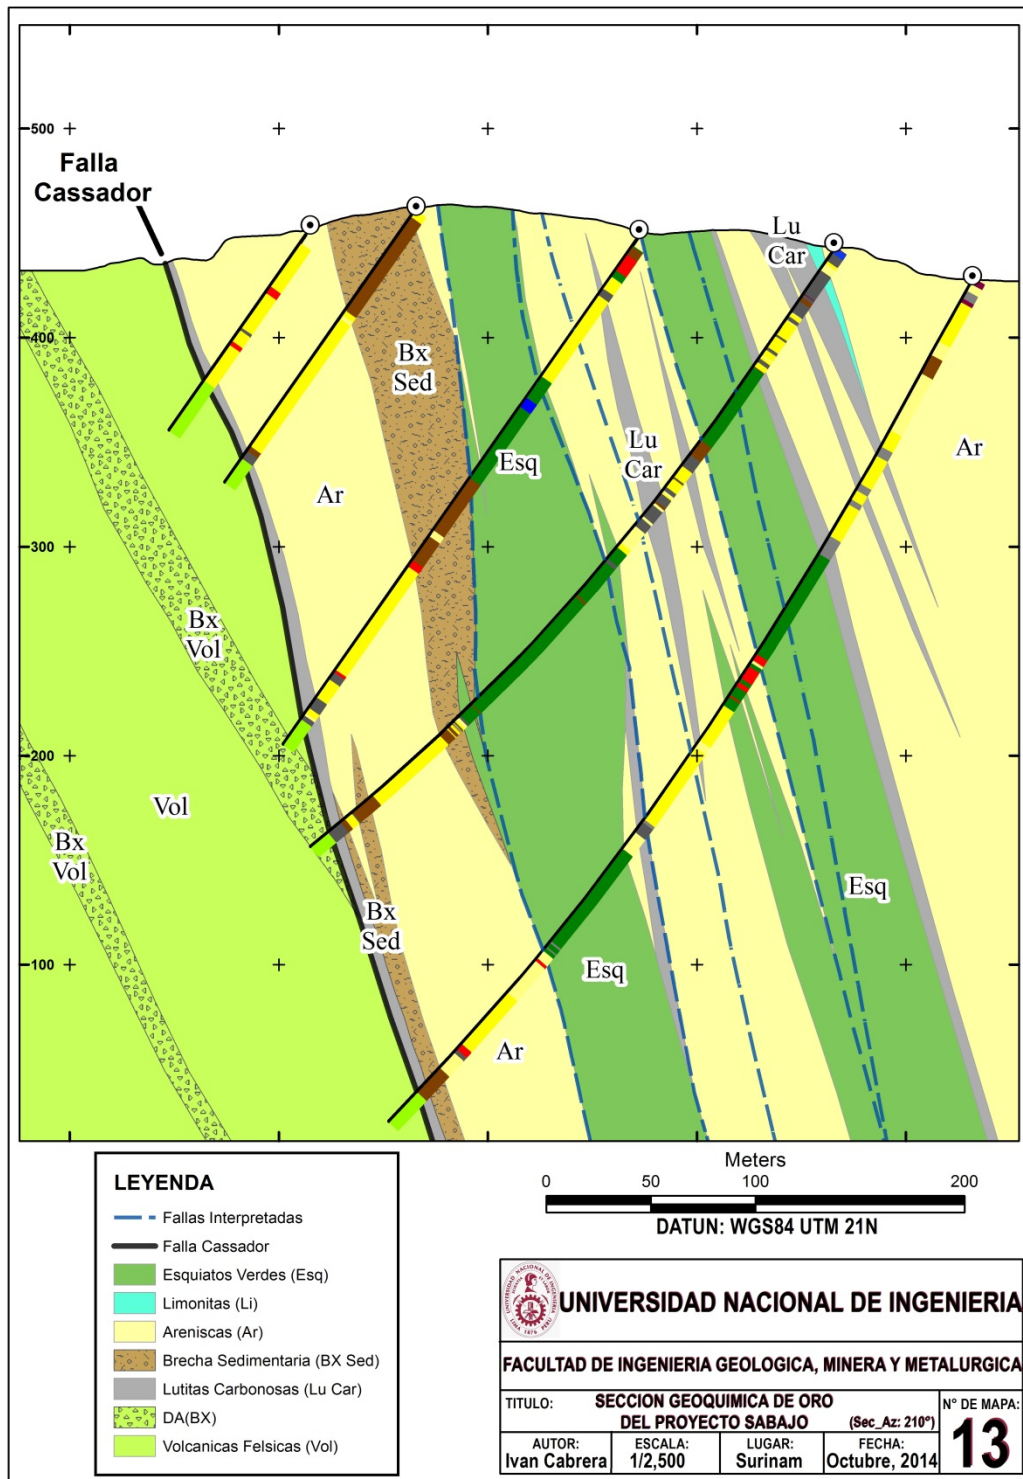 500
Falla
Cassador
Lu
Car
400
Bx
Sed
Ar
Esq
Lu
Car
Ar
300
Bx
Vol
200
Vol
Bx
Vol
Bx
Sed
Esq
Esq
100
Ar
LEYENDA
Fallas Interpretadas
Falla Cassador
Esquiatos Verdes (Esq)
Limonitas (Li)
Areniscas (Ar)
Brecha Sedimentaria (BX Sed)
Lutitas Carbonosas (Lu Car)
DA(BX)
Volcanicas Felsicas (Vol)
Meters
0 50 100 200
DATUN: WGS84 UTM 21N
UNIVERSIDAD NACIONAL DE INGENIERIA
FACULTAD DE INGENIERIA GEOLOGICA, MINERA Y METALURGICA
TITULO: SECCION GEOQUIMICA DE ORO
DEL PROYECTO SABAJO (Sec_Az: 210º)
N° DE MAPA:
13
AUTOR: ESCALA: LUGAR: FECHA:
Ivan Cabrera 1/2,500 Surinam Octubre, 2014